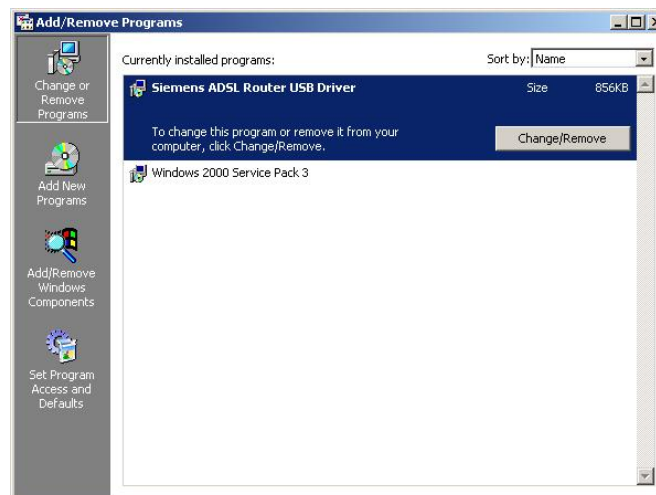 Add/Remove Programs
Change or
Remove
Programs
Add New
Programs
Add/Remove
Windows
Components
Set Program
Access and
Defaults
Currently installed programs:
Sort by: Name
Siemens ADSL Router USB Driver Size 856KB
To change this program or remove it from your
computer, click Change/Remove.
Change/Remove
Windows 2000 Service Pack 3